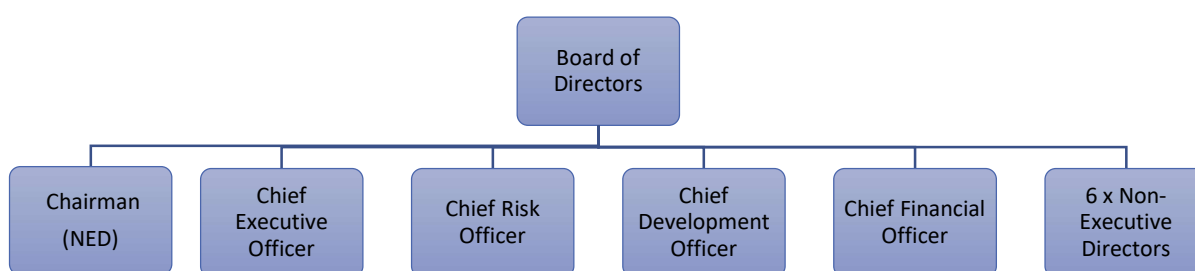 Board of
Directors
Chairman
(NED)
Chief
Executive
Officer
Chief Risk
Officer
Chief
Development
Officer
Chief Financial
Officer
6 x Non-
Executive
Directors